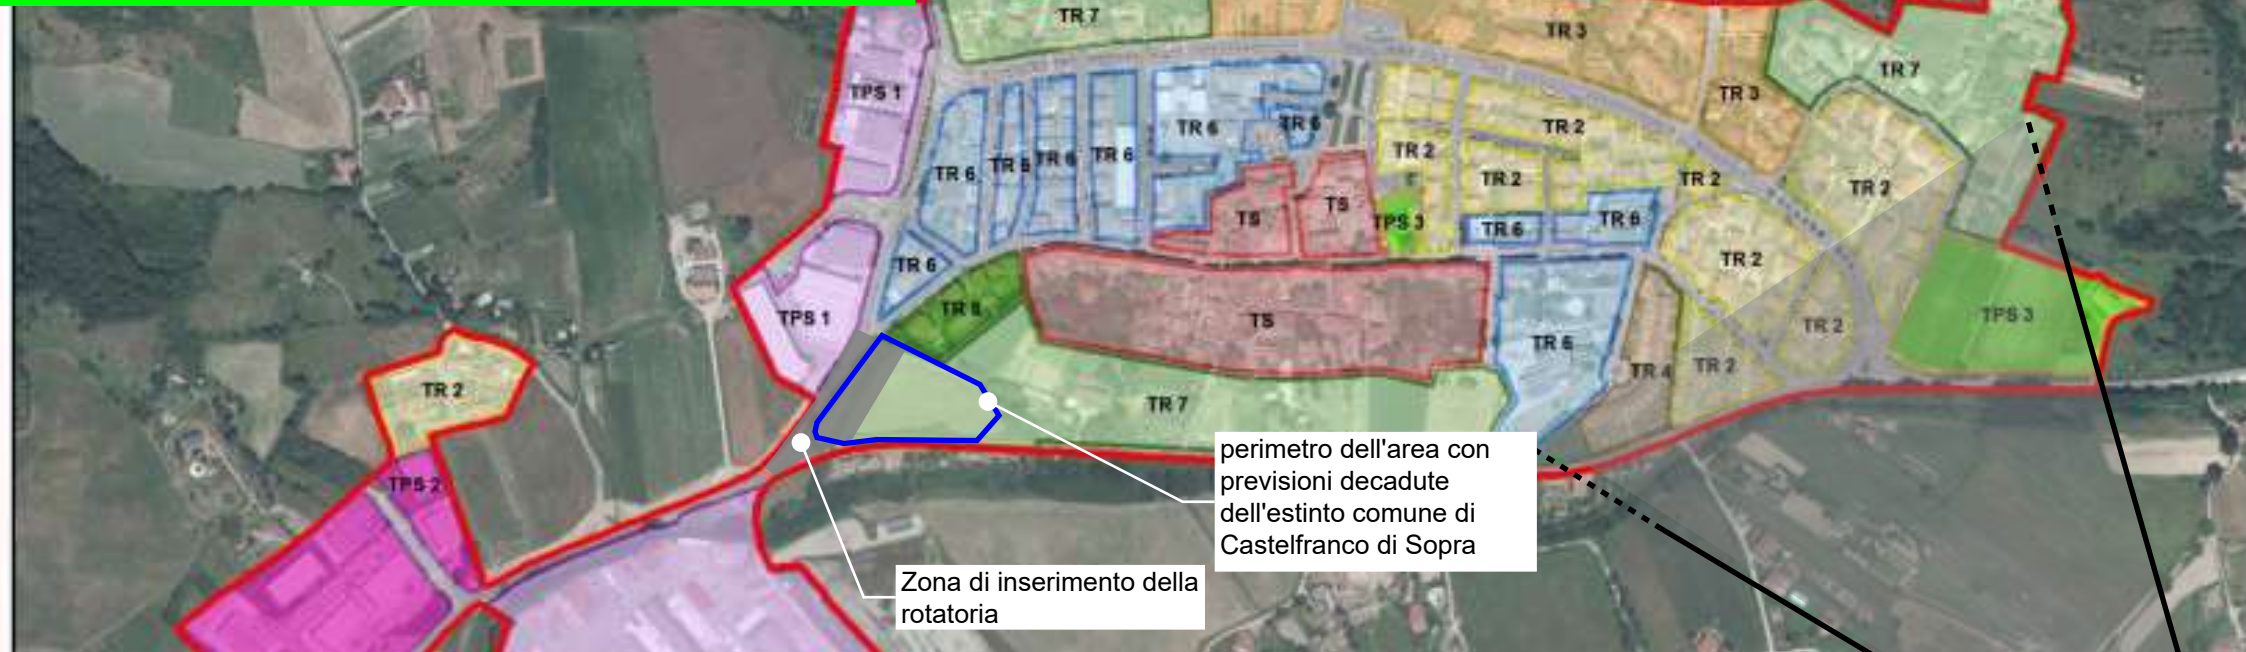 TR 7
TR 3
TR 7
TPS 1
TR 3
TR 6
TR 6
TR 2
TR 6
TR 6
TR 6
TR 6
TR 2
TR 2
TR 2
TR 2
TS
TS
TPS 3
TR 6
TR 6
TR 6
TR 2
TR 8
TPS 1
TS
TPS 3
TR 2
TR 6
TR 2
TR 4
TR 2
TR 7
TPS 2
perimetro dell'area con
previsioni decadute
dell'estinto comune di
Castelfranco di Sopra
Zona di inserimento della
rotatoria